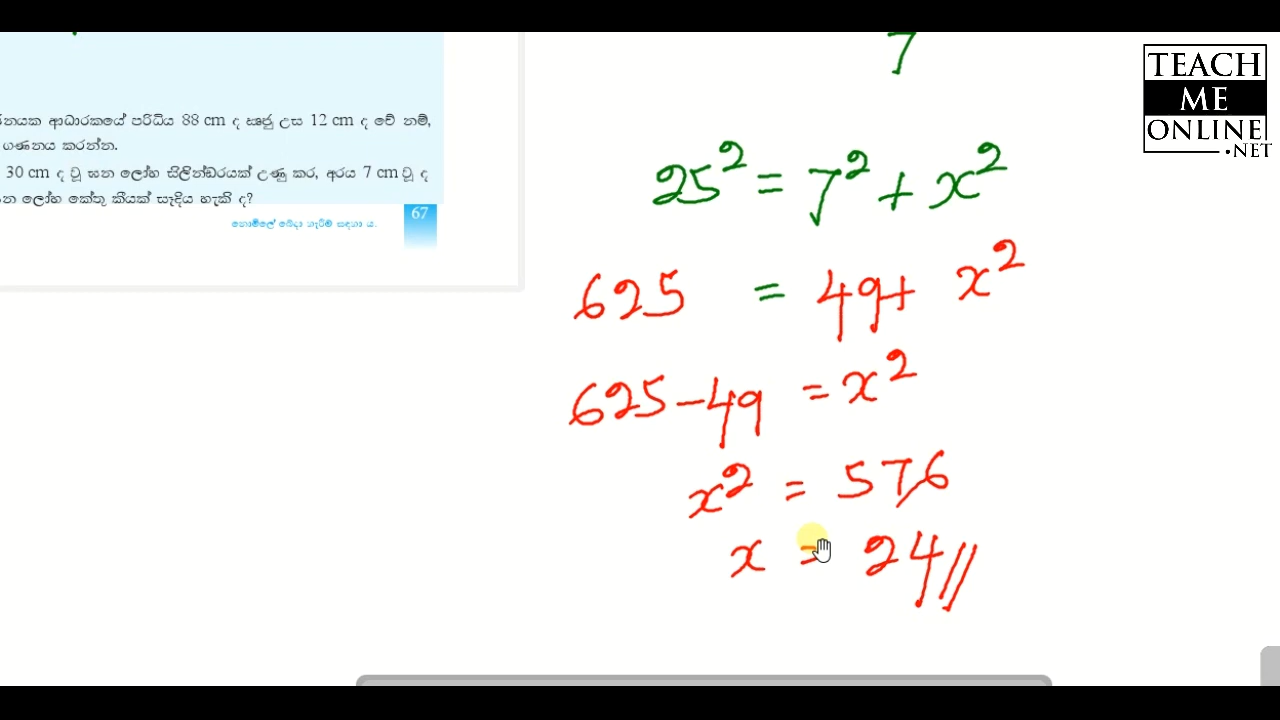 7
TEACH
ME
ONLINE
.NET
ආධාරකයේ පරිධිය 88 cm ද ඍජු උස 12 cm ද වේ නම්,
ගණනය කරන්න.
30 cm ද වූ ඝන ලෝහ සිලින්ඩරයක් උණු කර, අරය 7 cm වූ ද
ලෝහ කේතු කීයක් සෑදිය හැකි ද?
67
නොමිලේ බෙදා හැරීම සඳහා ය.
25² = 7² + x²
625 = 49 + x²
625 - 49 = x²
x² = 576
x = 24//